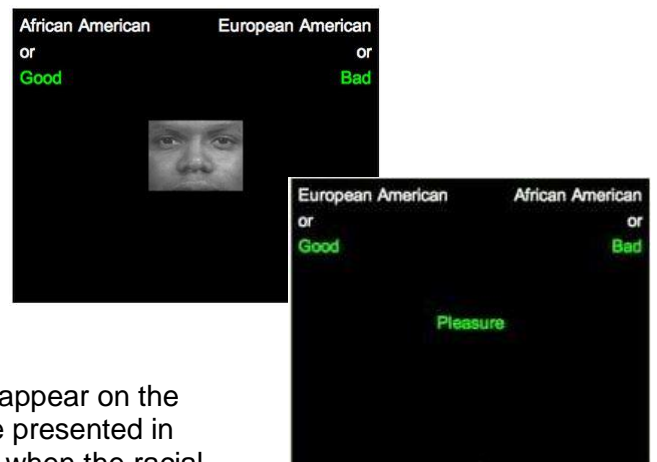 African American European American
or or
Good Bad
European American African American
or or
Good Bad
Pleasure
appear on the
presented in
when the racial